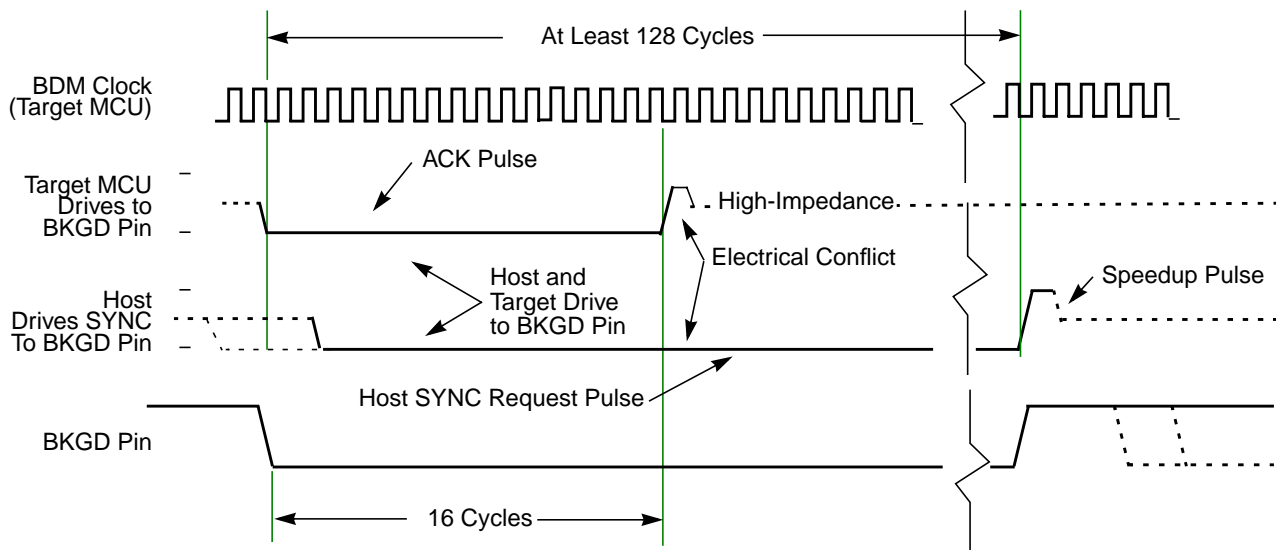 At Least 128 Cycles
BDM Clock
(Target MCU)
ACK Pulse
Target MCU
Drives to
BKGD Pin
High-Impedance
Electrical Conflict
Host and
Target Drive
to BKGD Pin
Speedup Pulse
Host
Drives SYNC
To BKGD Pin
Host SYNC Request Pulse
BKGD Pin
16 Cycles